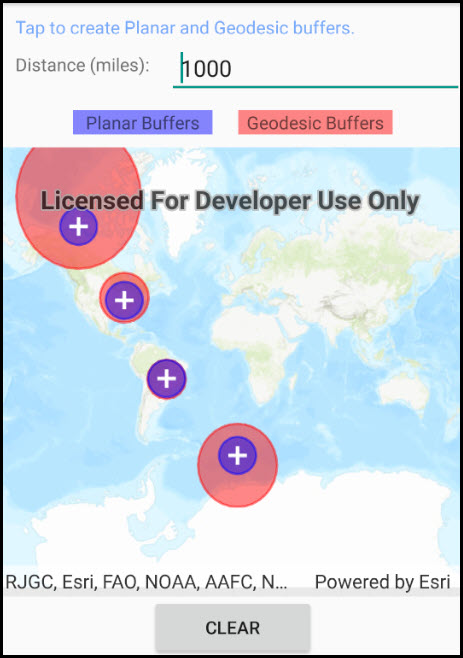 Tap to create Planar and Geodesic buffers.
Distance (miles): 1000
Planar Buffers Geodesic Buffers
Licensed For Developer Use Only
RJGC, Esri, FAO, NOAA, AAFC, N... Powered by Esri
CLEAR